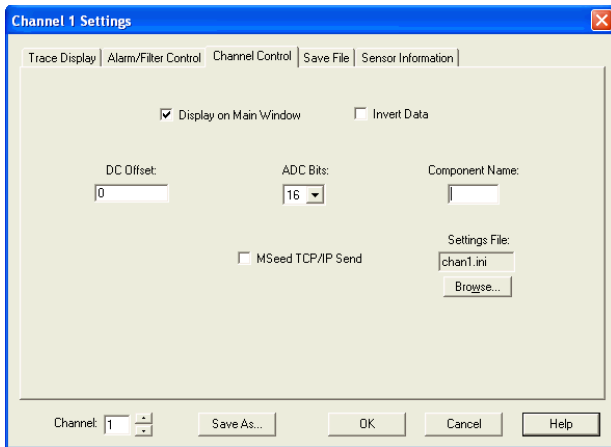 Channel 1 Settings
Trace Display Alarm/Filter Control Channel Control Save File Sensor Information
Display on Main Window Invert Data
DC Offset: ADC Bits: Component Name:
0 16
Settings File:
MSeed TCP/IP Send chan1.ini
Browse...
Channel: 1 Save As... OK Cancel Help